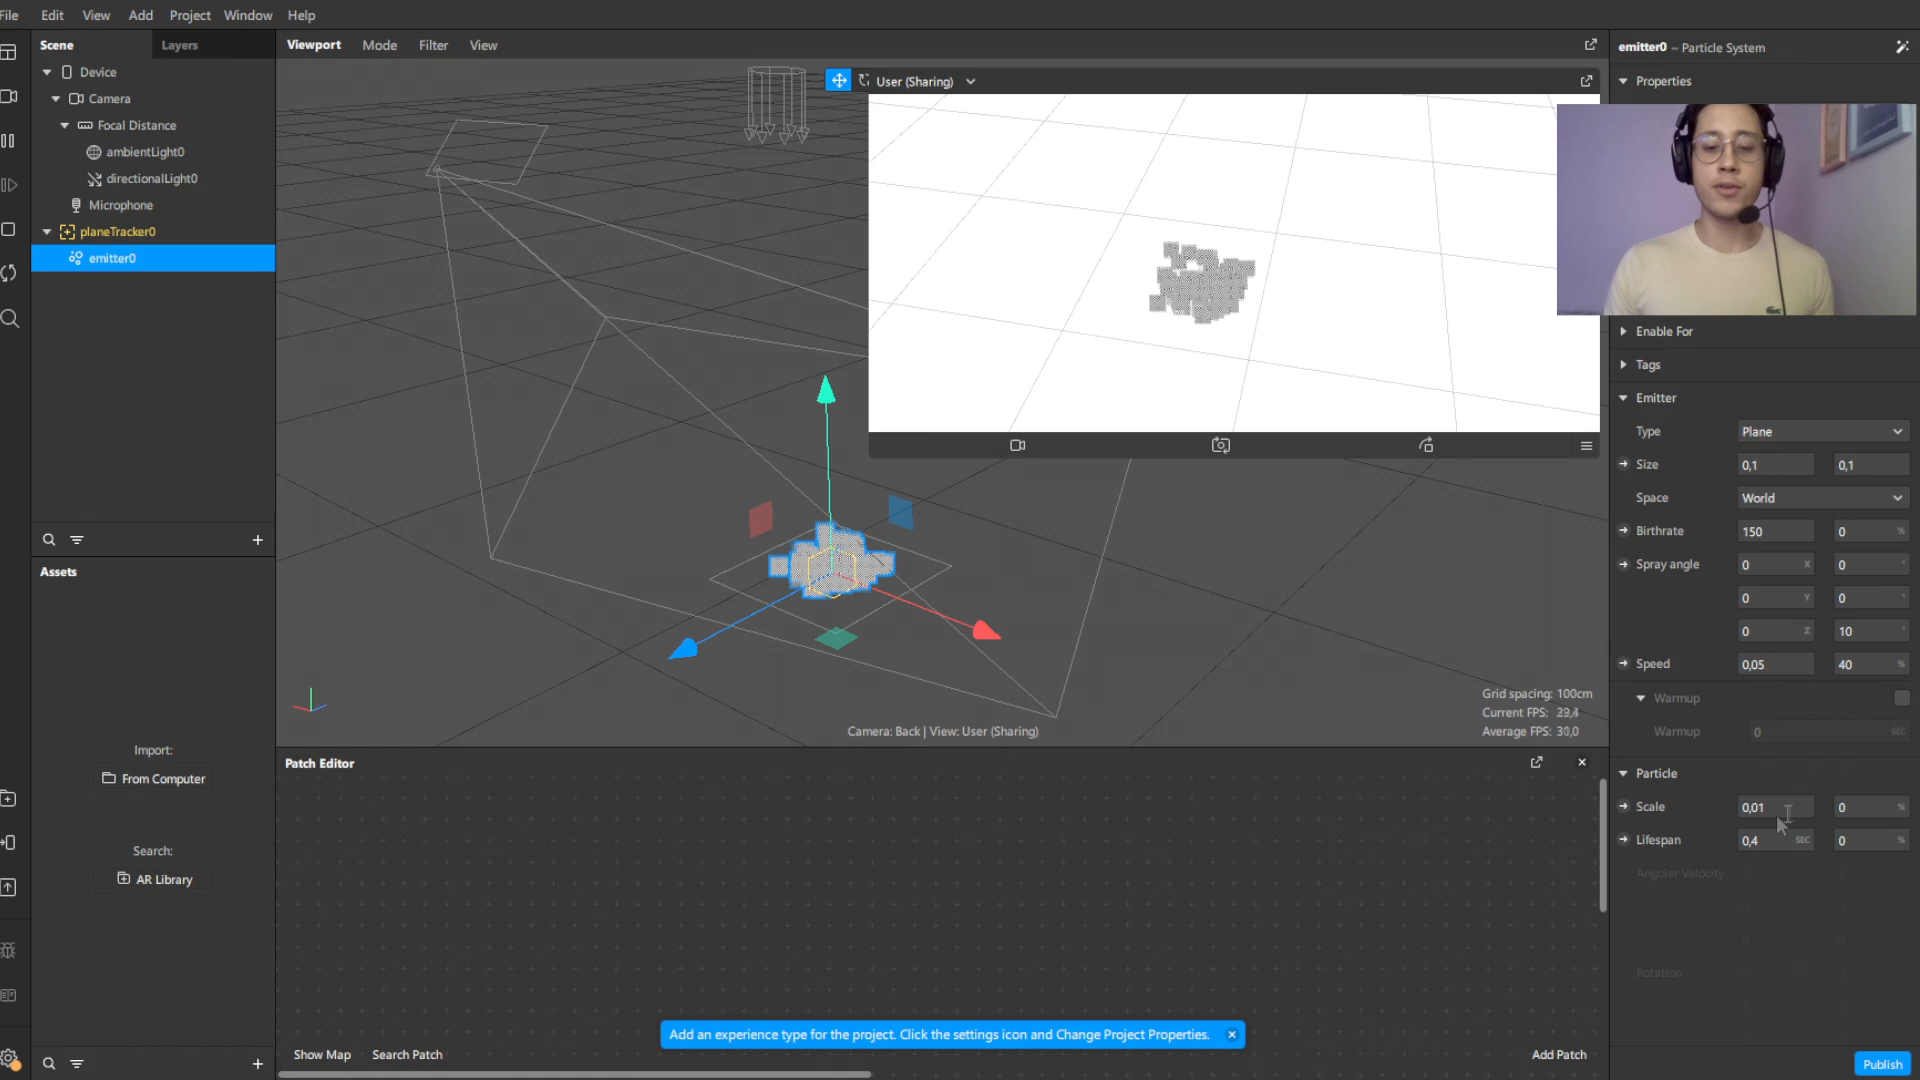 File Edit View Add Project Window Help
Scene Layers
Device
Camera
Focal Distance
ambientLight0
directionalLight0
Microphone
planeTracker0
emitter0
Assets
Import:
From Computer
Search:
AR Library
Viewport Mode Filter View
User (Sharing)
Grid spacing: 100cm
Current FPS: 29,4
Average FPS: 30,0
Camera: Back | View: User (Sharing)
Patch Editor
Add an experience type for the project. Click the settings icon and Change Project Properties.
Show Map Search Patch Add Patch
emitter0 – Particle System
Properties
Enable For
Tags
Emitter
Type Plane
Size 0,1 0,1
Space World
Birthrate 150 0 %
Spray angle 0 X 0 °
0 Y 0 °
0 Z 10 °
Speed 0,05 40 %
Warmup
Warmup 0 SEC
Particle
Scale 0,01 0 %
Lifespan 0,4 SEC 0 %
Angular Velocity
Rotation
Publish